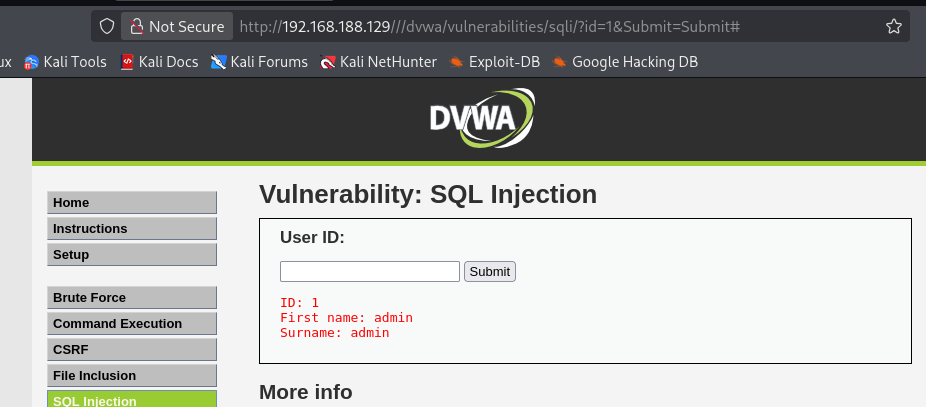 Not Secure http://192.168.188.129///dvwa/vulnerabilities/sqli/?id=1&Submit=Submit#
ux Kali Tools Kali Docs Kali Forums Kali NetHunter Exploit-DB Google Hacking DB
DVWA
Home
Instructions
Setup
Brute Force
Command Execution
CSRF
File Inclusion
SQL Injection
Vulnerability: SQL Injection
User ID:
Submit
ID: 1
First name: admin
Surname: admin
More info